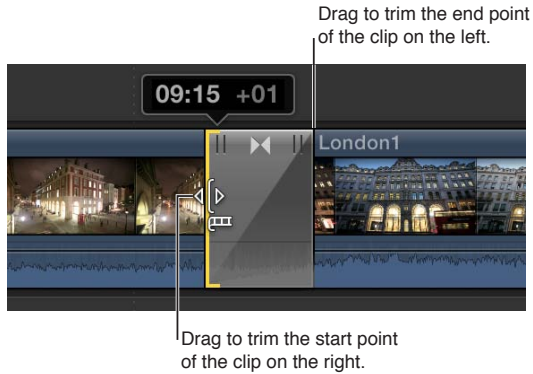 Drag to trim the end point
of the clip on the left.
09:15 +01
London1
Drag to trim the start point
of the clip on the right.